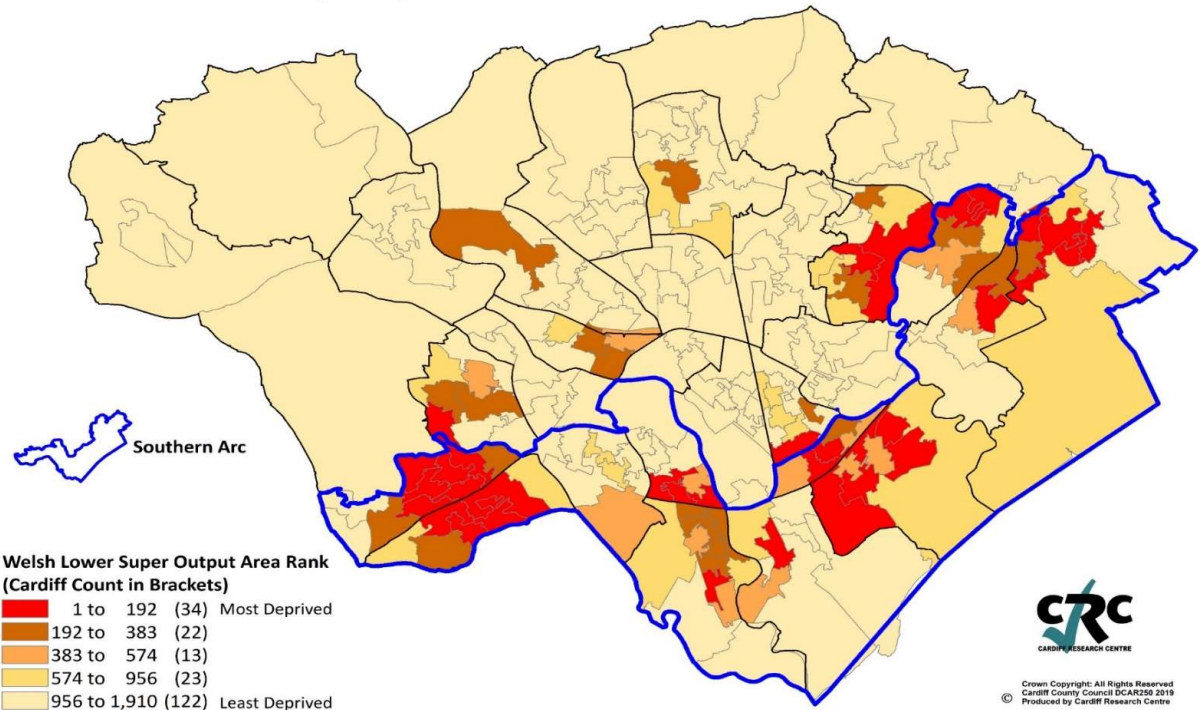 Southern Arc
Welsh Lower Super Output Area Rank
(Cardiff Count in Brackets)
1 to 192 (34) Most Deprived
192 to 383 (22)
383 to 574 (13)
574 to 956 (23)
956 to 1,910 (122) Least Deprived
CRC
CARDIFF RESEARCH CENTRE
Crown Copyright: All Rights Reserved
Cardiff County Council DCAR250 2019
© Produced by Cardiff Research Centre